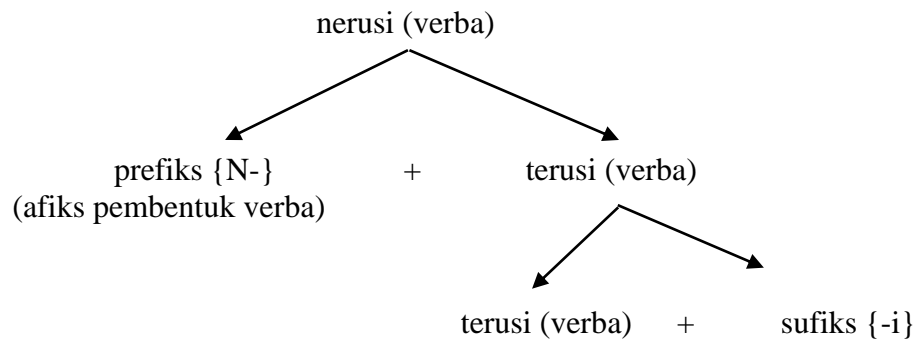 nerusi (verba)
prefiks {N-} + terusi (verba)
(afiks pembentuk verba)
terusi (verba) + sufiks {-i}